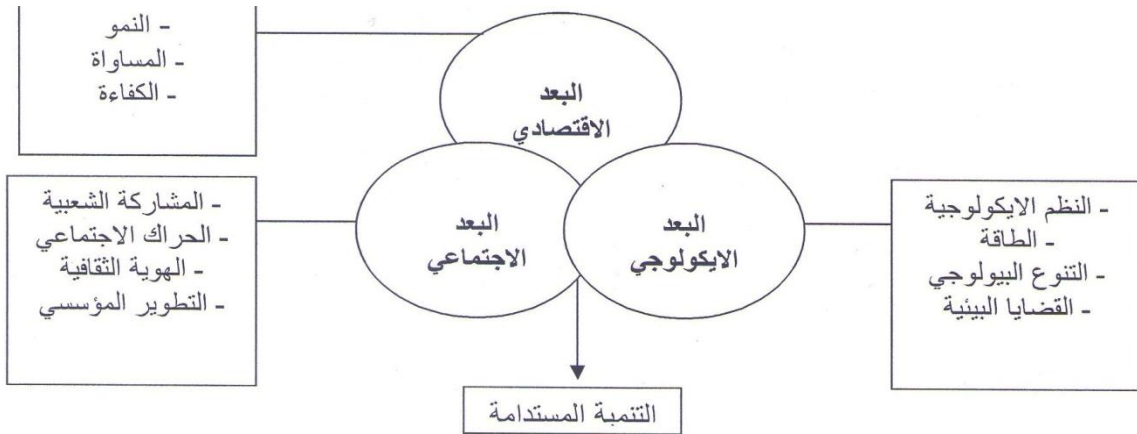 - النمو
- المساواة
- الكفاءة
البعد
الاقتصادي
- المشاركة الشعبية
- الحراك الاجتماعي
- الهوية الثقافية
- التطوير المؤسسي
البعد
الاجتماعي
البعد
الايكولوجي
- النظم الايكولوجية
- الطاقة
- التنوع البيولوجي
- القضايا البيئية
التنمية المستدامة